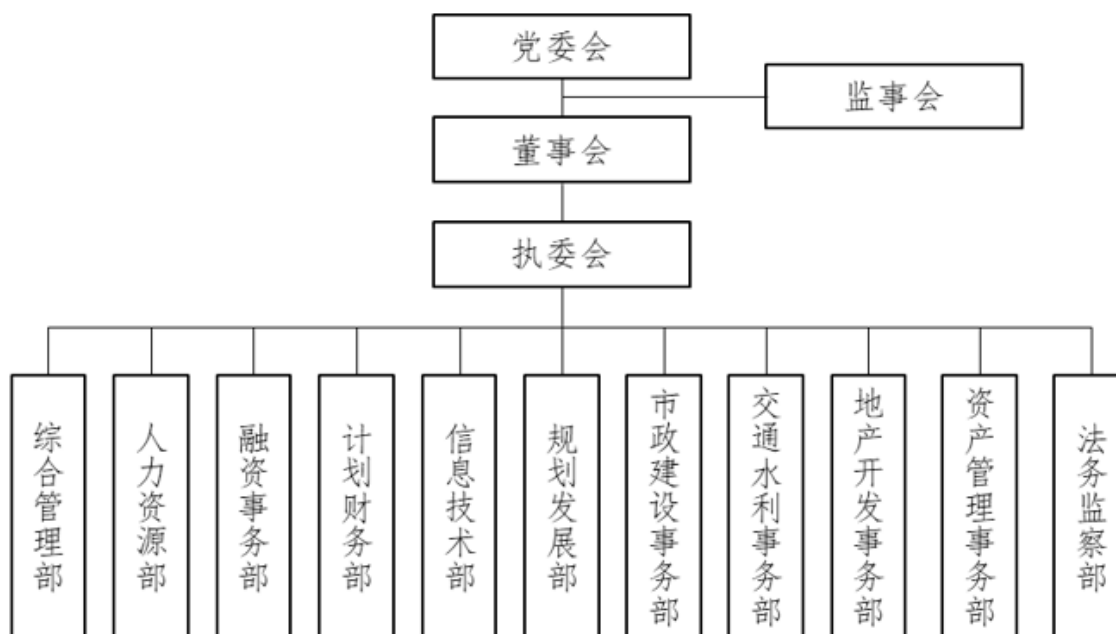 党委会
监事会
董事会
执委会
综合管理部
人力资源部
融资事务部
计划财务部
信息技术部
规划发展部
市政建设事务部
交通水利事务部
地产开发事务部
资产管理事务部
法务监察部